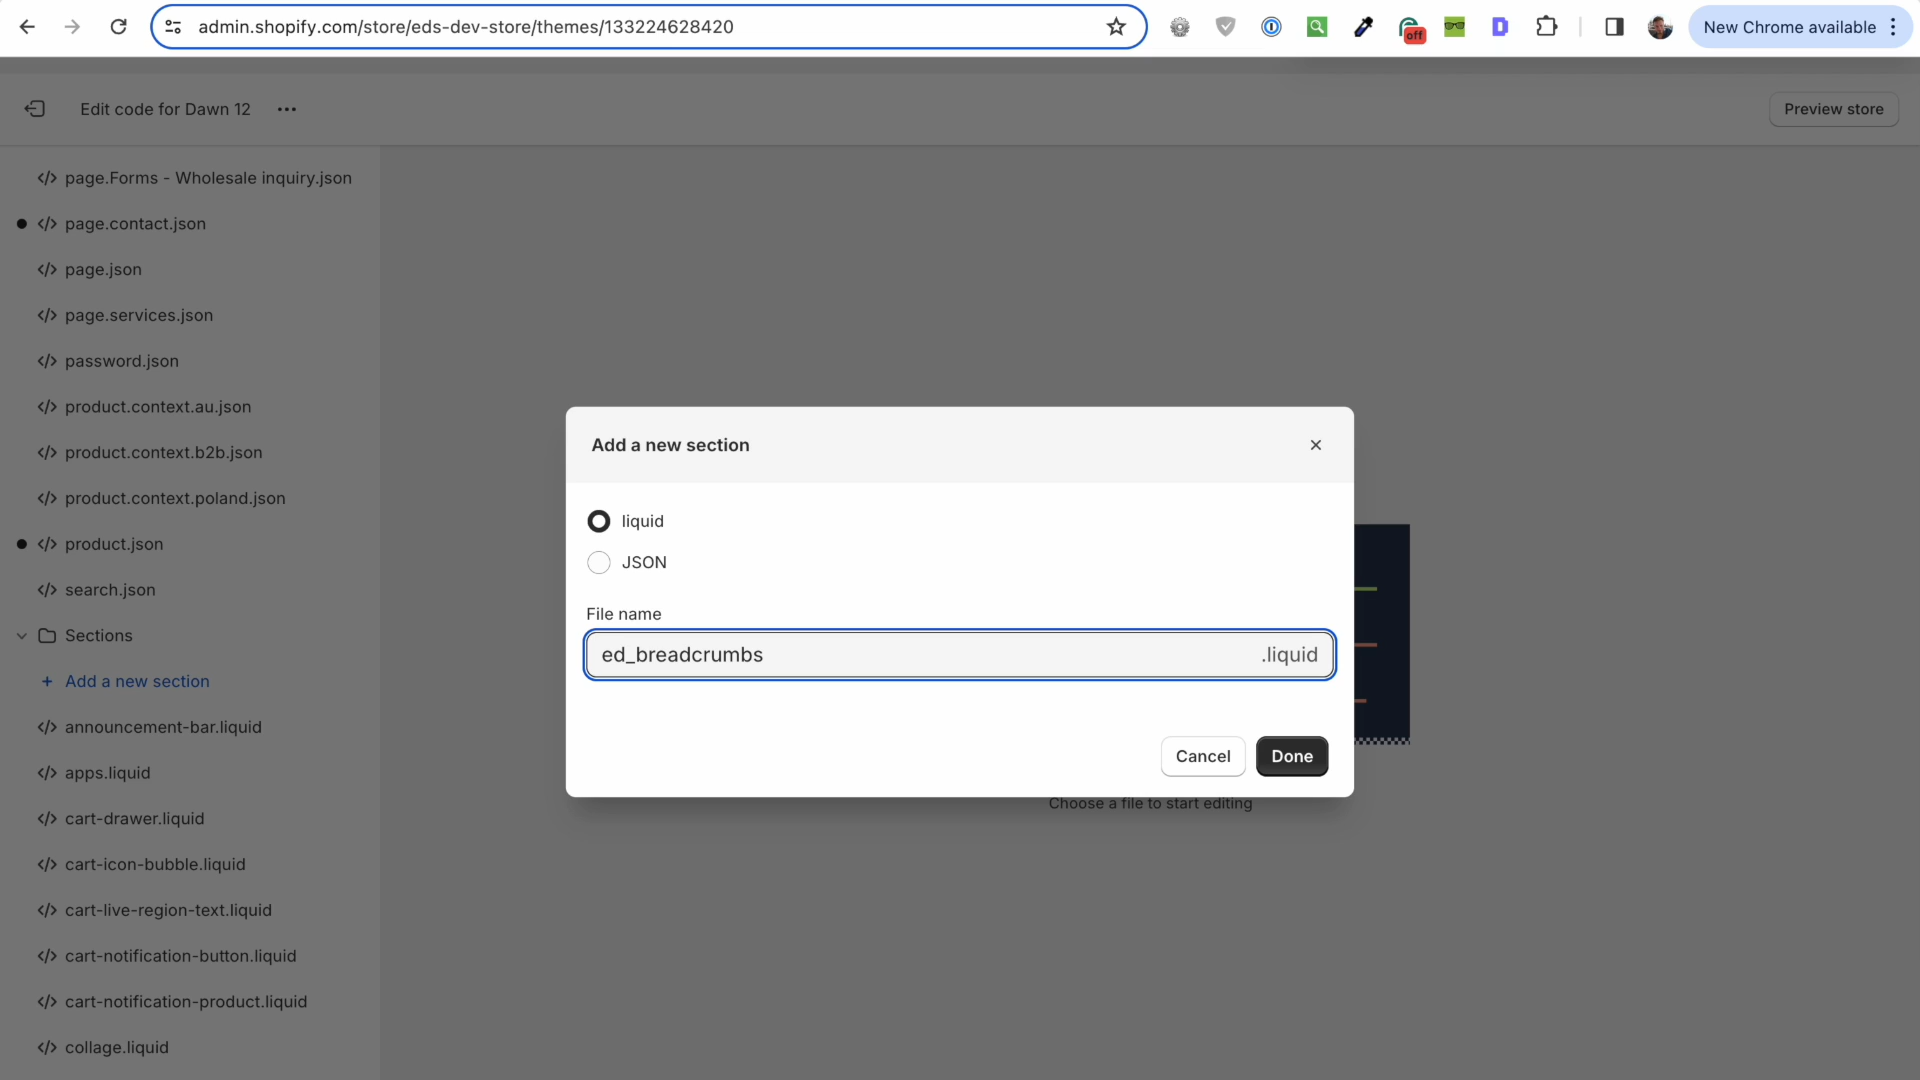 admin.shopify.com/store/eds-dev-store/themes/133224628420
off
New Chrome available
Edit code for Dawn 12
Preview store
page.Forms - Wholesale inquiry.json
page.contact.json
page.json
page.services.json
password.json
product.context.au.json
product.context.b2b.json
product.context.poland.json
product.json
search.json
Sections
+ Add a new section
announcement-bar.liquid
apps.liquid
cart-drawer.liquid
cart-icon-bubble.liquid
cart-live-region-text.liquid
cart-notification-button.liquid
cart-notification-product.liquid
collage.liquid
Add a new section
liquid
JSON
File name
ed_breadcrumbs .liquid
Cancel Done
Choose a file to start editing